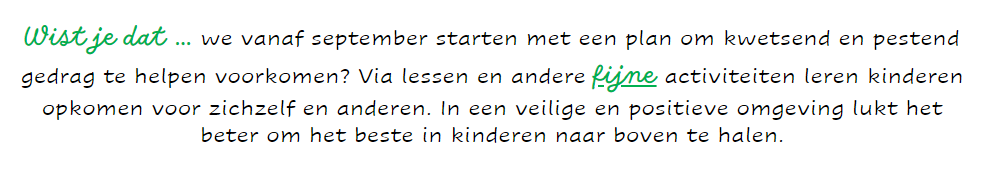 Wist je dat ... we vanaf september starten met een plan om kwetsend en pestend
gedrag te helpen voorkomen? Via lessen en andere fijne activiteiten leren kinderen
opkomen voor zichzelf en anderen. In een veilige en positieve omgeving lukt het
beter om het beste in kinderen naar boven te halen.